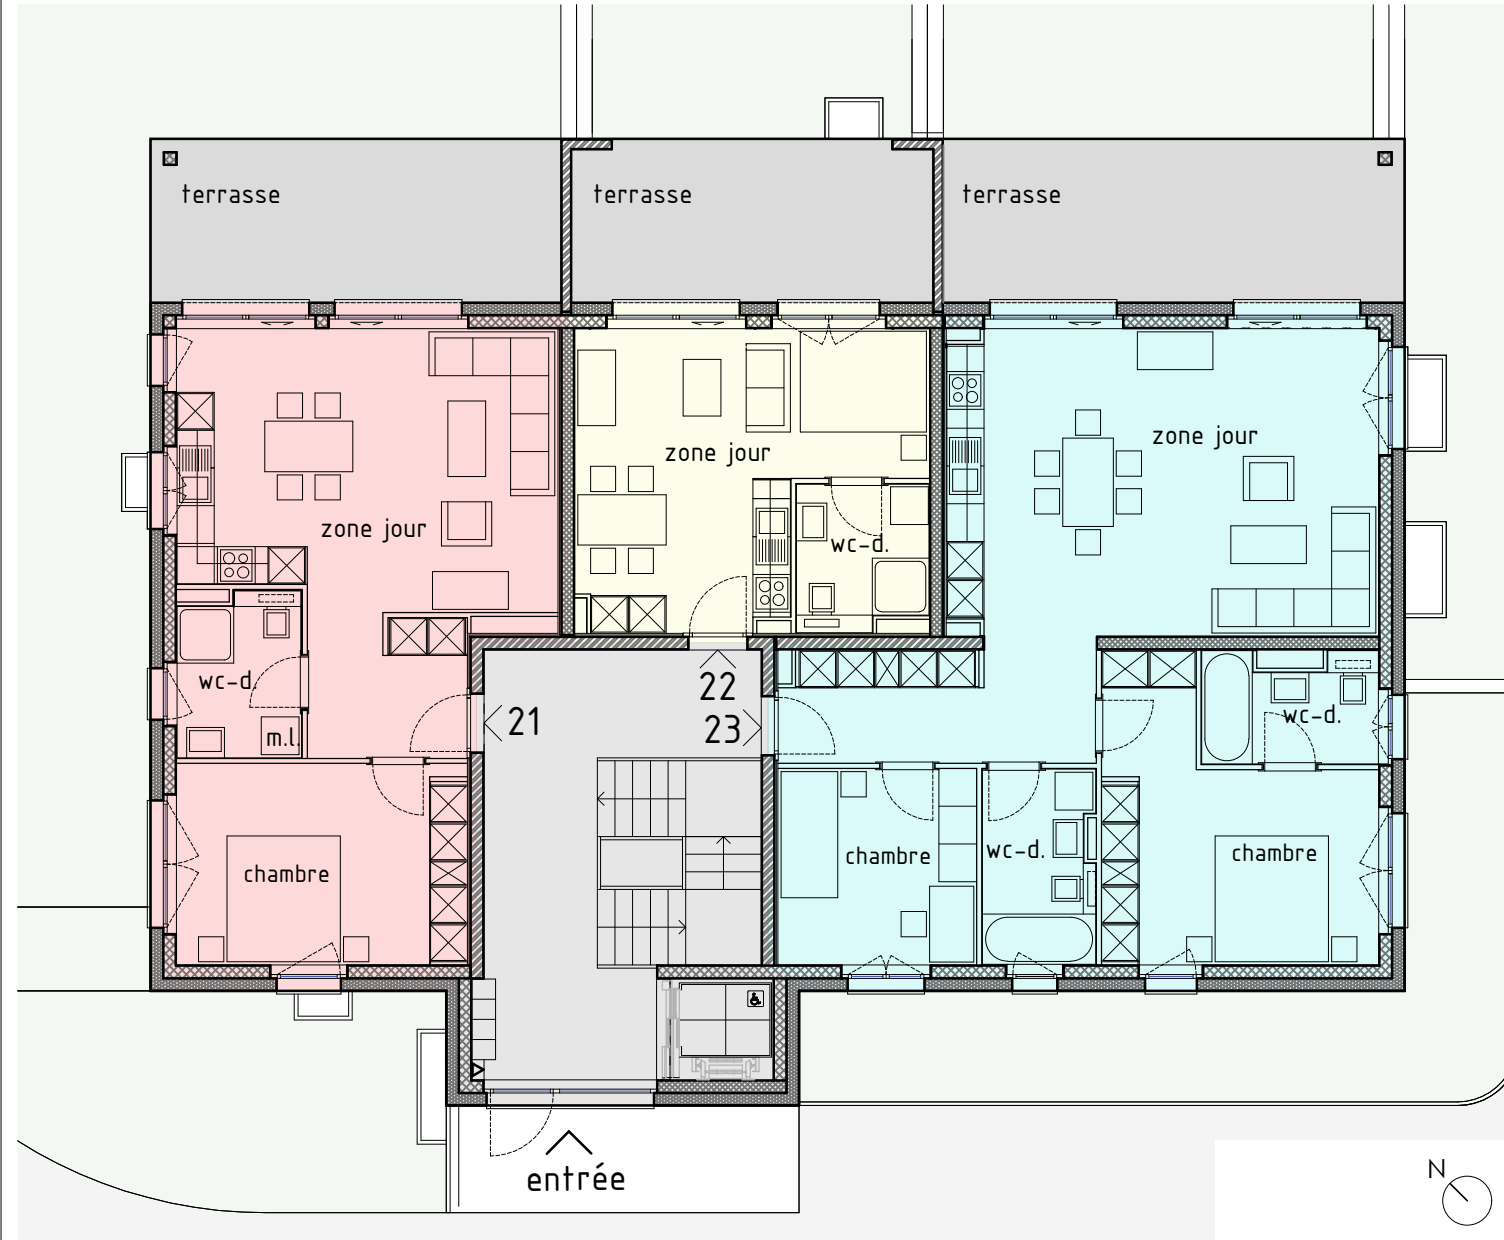 terrasse
terrasse
terrasse
zone jour
zone jour
zone jour
wc-d.
wc-d.
m.l.
22
21
23
wc-d.
chambre
wc-d.
chambre
chambre
entrée
N